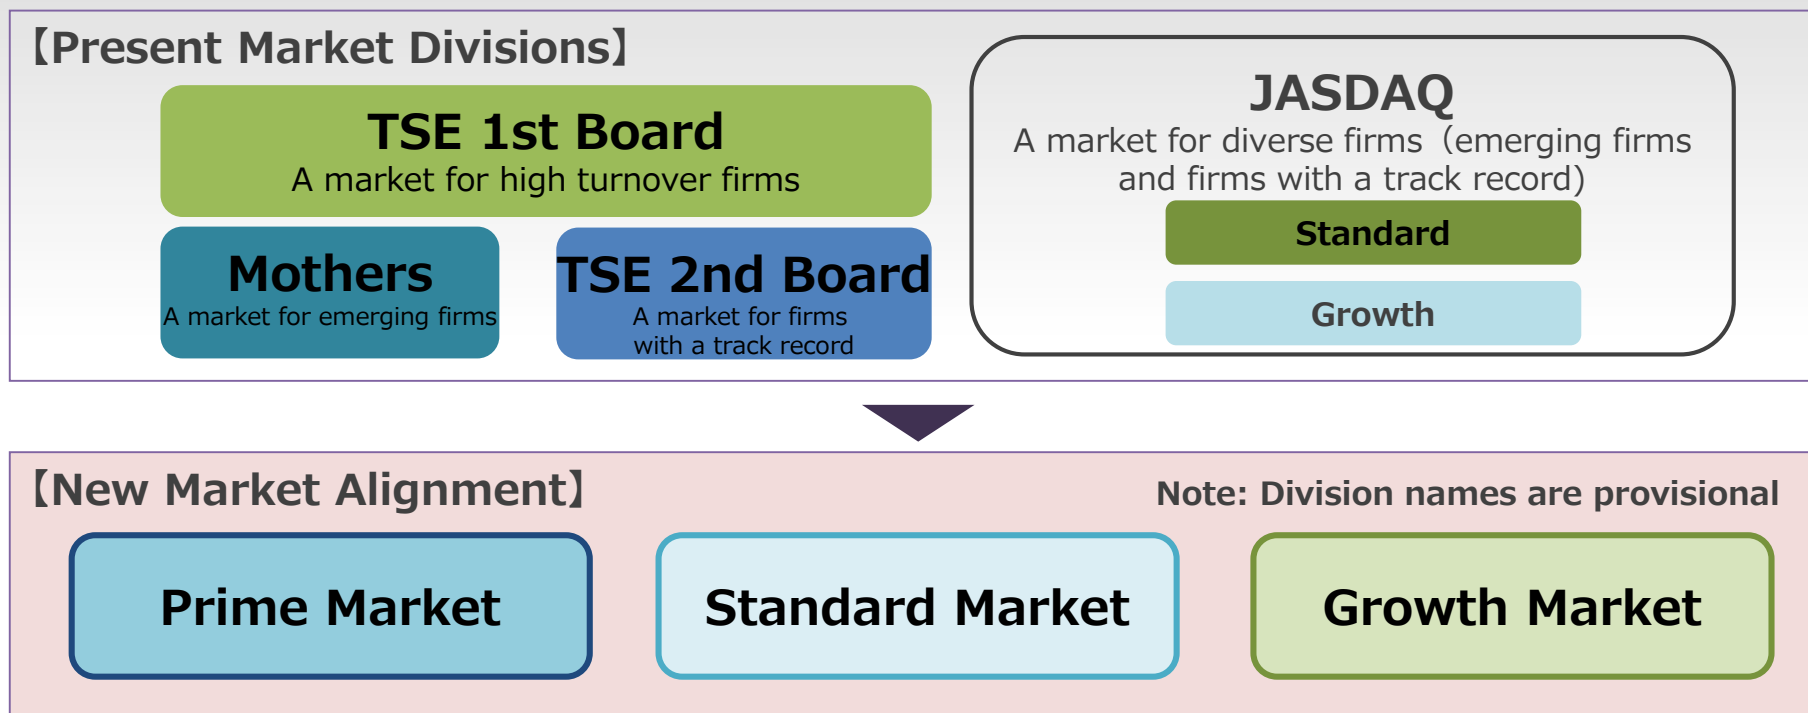 【Present Market Divisions】
TSE 1st Board
A market for high turnover firms
Mothers
A market for emerging firms
TSE 2nd Board
A market for firms
with a track record
JASDAQ
A market for diverse firms（emerging firms
and firms with a track record)
Standard
Growth
【New Market Alignment】
Note: Division names are provisional
Prime Market
Standard Market
Growth Market